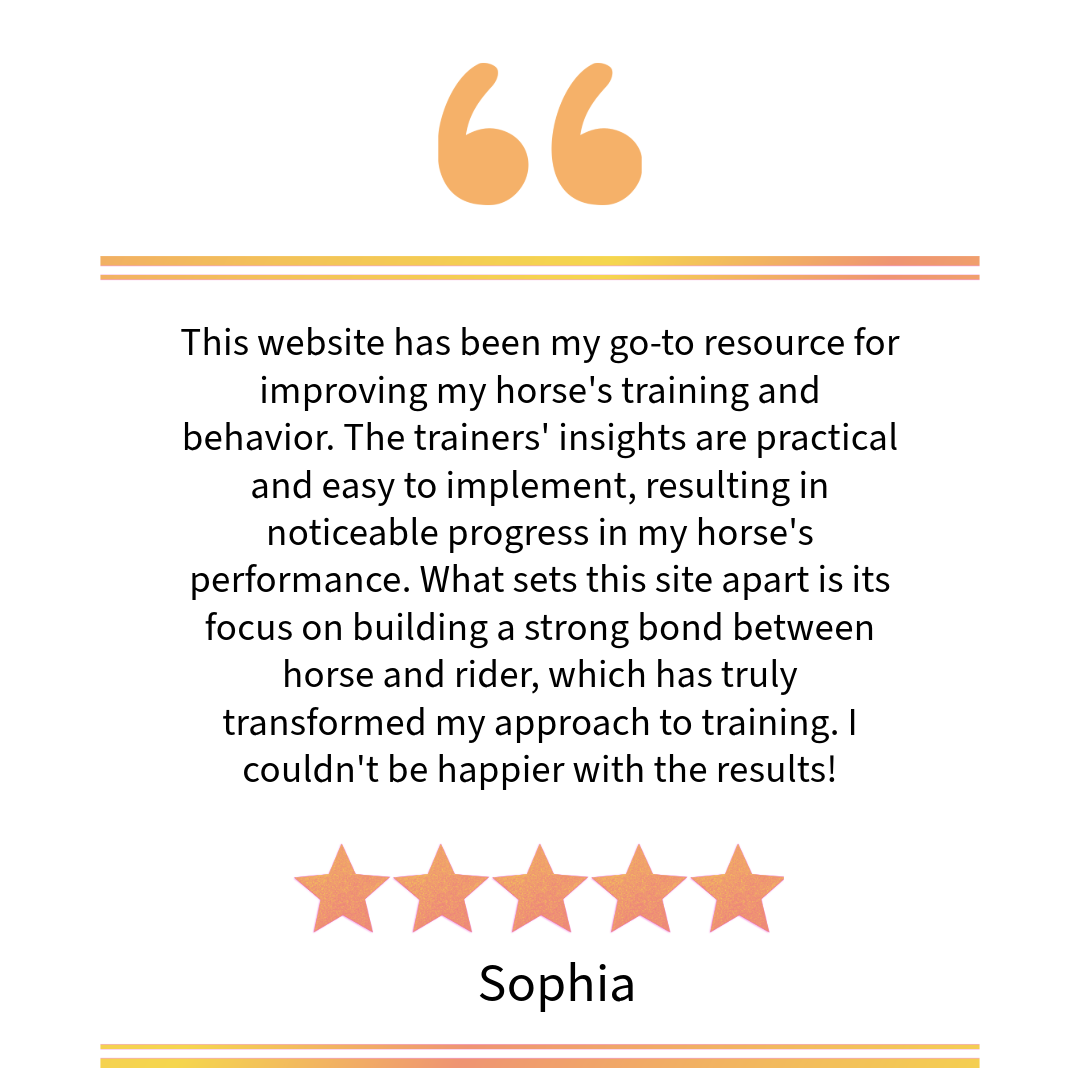 “
This website has been my go-to resource for
improving my horse's training and
behavior. The trainers' insights are practical
and easy to implement, resulting in
noticeable progress in my horse's
performance. What sets this site apart is its
focus on building a strong bond between
horse and rider, which has truly
transformed my approach to training. I
couldn't be happier with the results!
Sophia